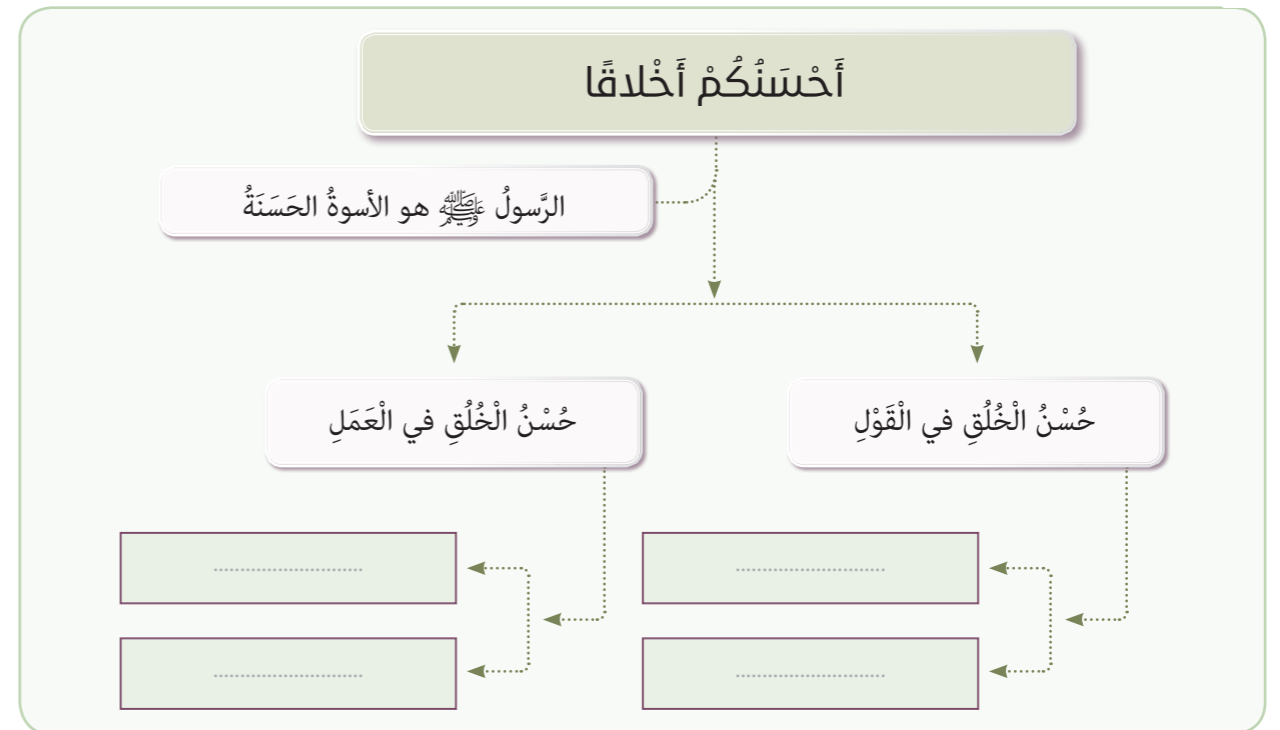 أَحْسَنُكُمْ أَخْلاقًا
الرَّسولُ ﷺ هو الأسوةُ الحَسَنَةُ
حُسْنُ الْخُلُقِ في الْقَوْلِ
حُسْنُ الْخُلُقِ في الْعَمَلِ
............................
............................
............................
............................